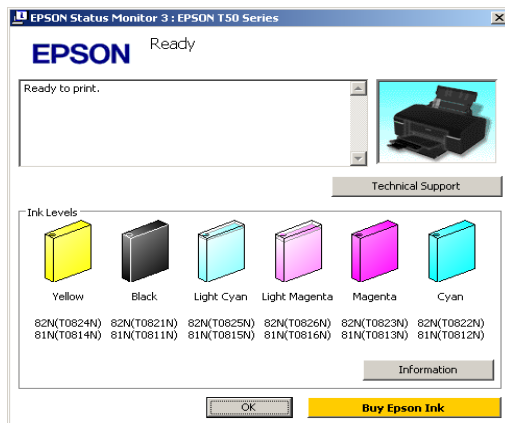 EPSON Status Monitor 3 : EPSON T50 Series
EPSON
Ready
Ready to print.
Technical Support
Ink Levels
Yellow Black Light Cyan Light Magenta Magenta Cyan
82N(T0824N) 82N(T0821N) 82N(T0825N) 82N(T0826N) 82N(T0823N) 82N(T0822N)
81N(T0814N) 81N(T0811N) 81N(T0815N) 81N(T0816N) 81N(T0813N) 81N(T0812N)
Information
OK
Buy Epson Ink